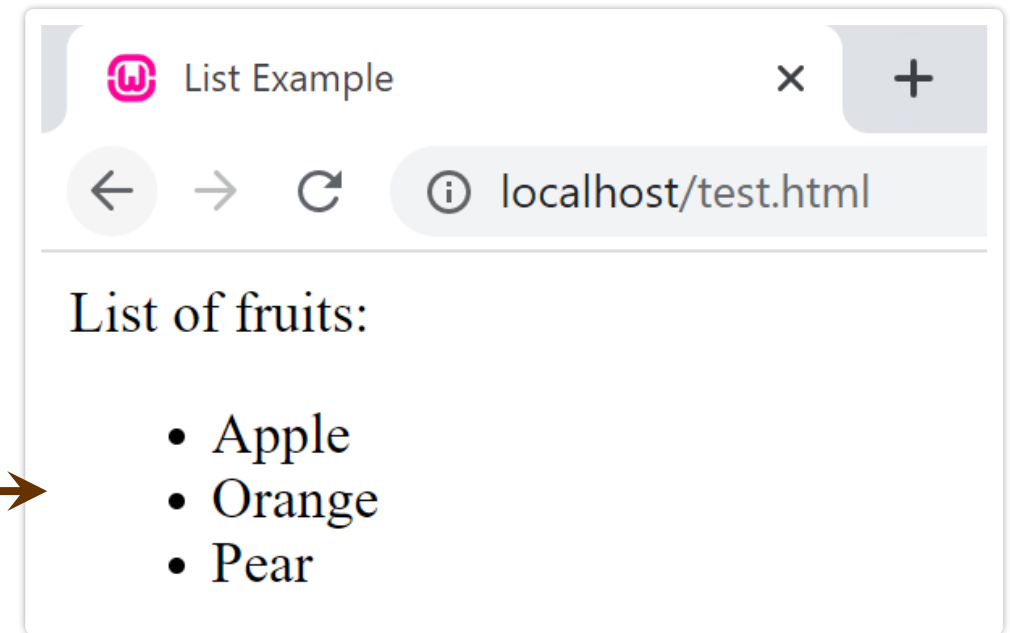 List Example
localhost/test.html
List of fruits:
• Apple
• Orange
• Pear